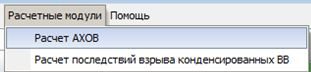 Расчетные модули Помощь
Расчет АХОВ
Расчет последствий взрыва конденсированных ВВ